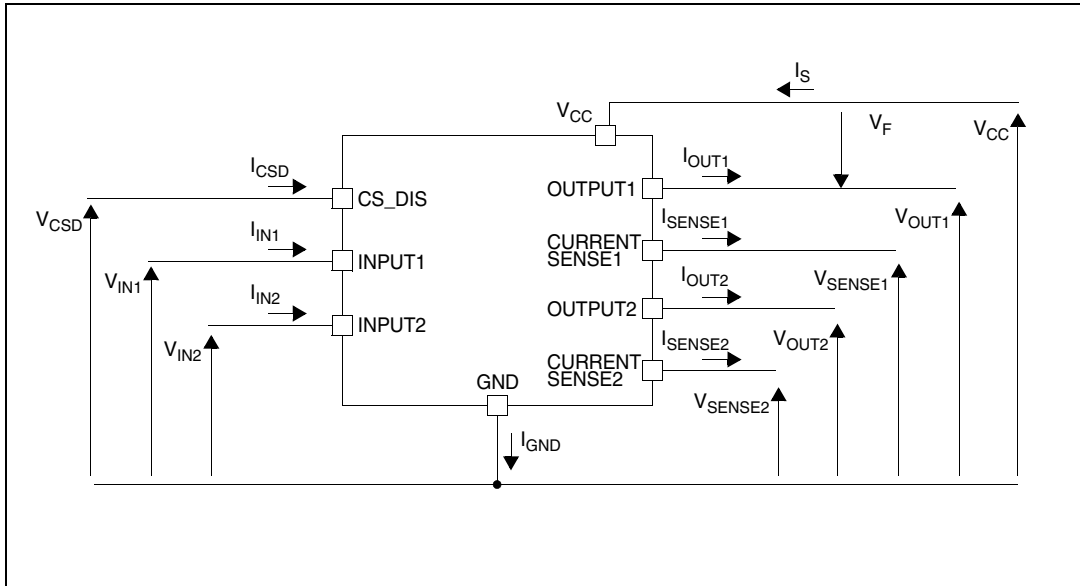 I_S
V_CC
V_F
V_CC
I_CSD
I_OUT1
CS_DIS
OUTPUT1
V_CSD
V_OUT1
I_IN1
I_SENSE1
INPUT1
CURRENT
SENSE1
V_IN1
V_SENSE1
I_IN2
I_OUT2
INPUT2
OUTPUT2
V_IN2
V_OUT2
I_SENSE2
CURRENT
SENSE2
GND
V_SENSE2
I_GND